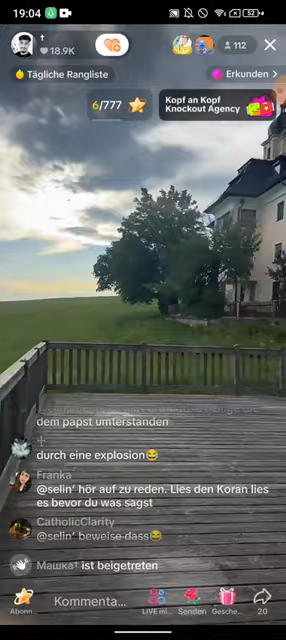 19:04
52
†
18.9K
112
Tägliche Rangliste
Erkunden >
6/777
Kopf an Kopf
Knockout Agency
dem papst umterstanden
†
durch eine explosion😂
Franka
@selin' hör auf zu reden. Lies den Koran lies
es bevor du was sagst
CatholicClarity
@selin' beweise dass😂
Машка† ist beigetreten
Abonn
Kommenta...
LIVE mi...
Senden
Gesche...
20